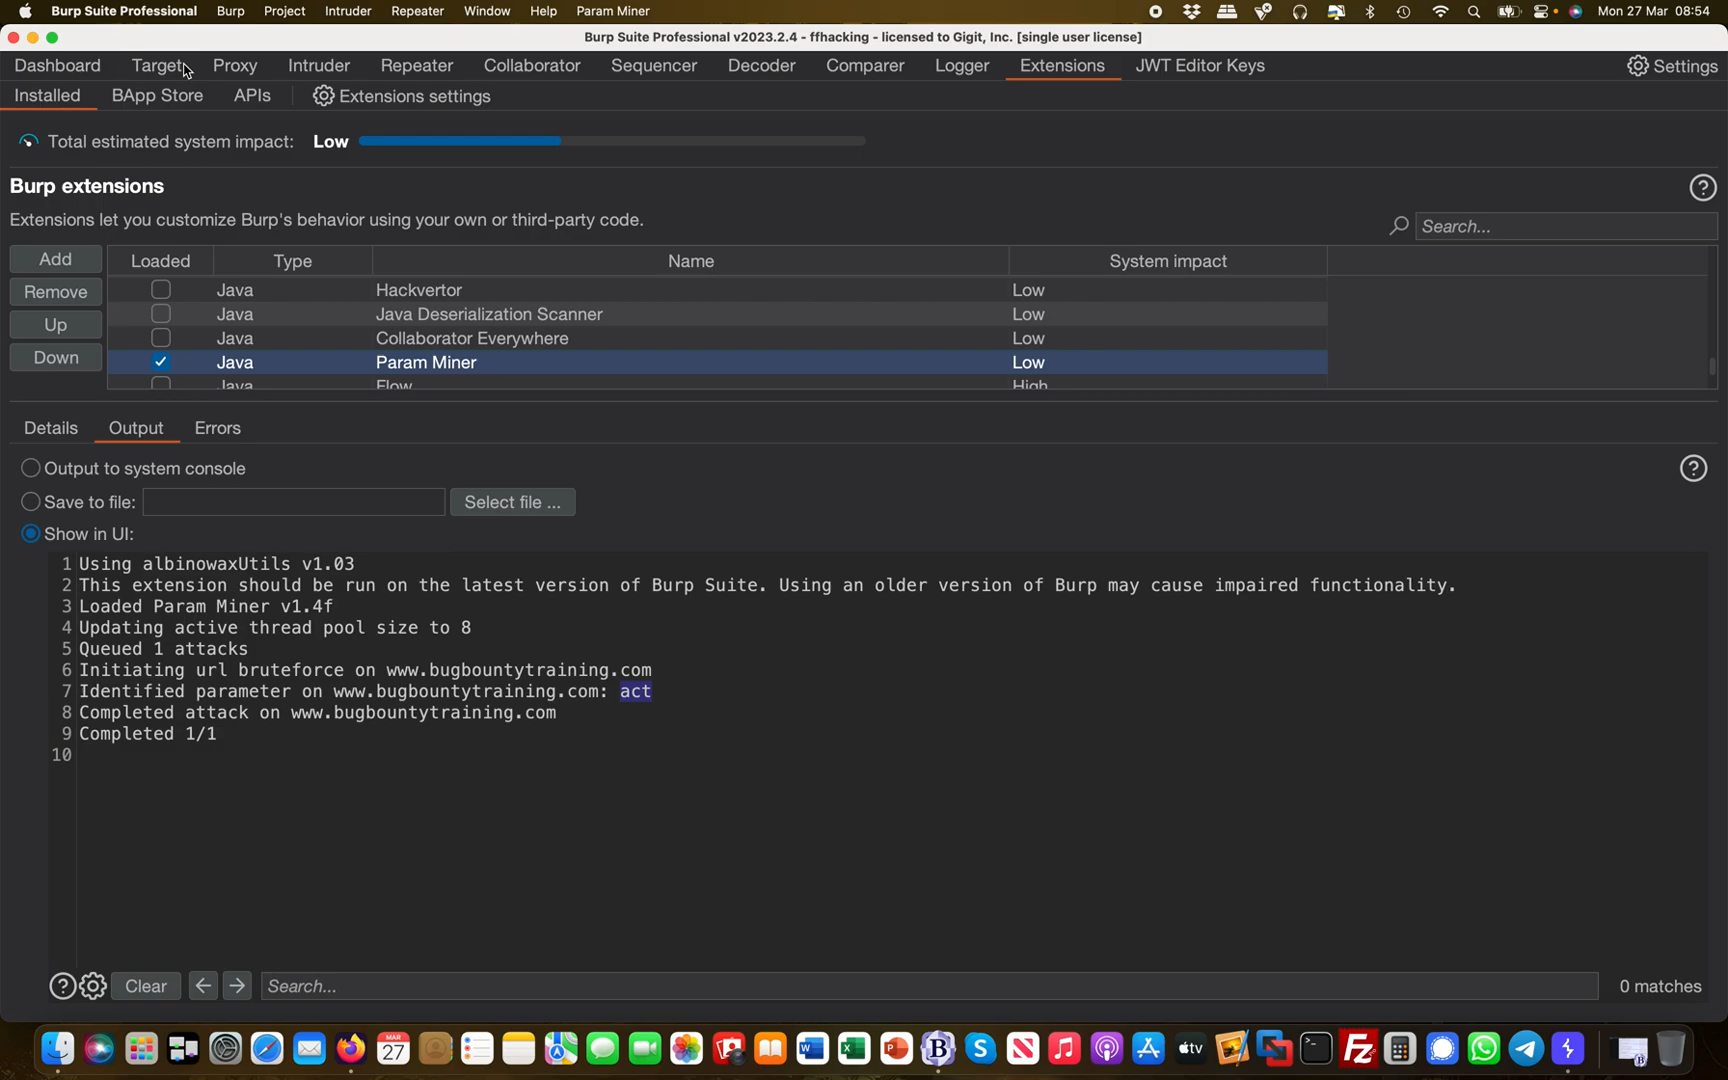 Burp Suite Professional Burp Project Intruder Repeater Window Help Param Miner Mon 27 Mar 08:54
Burp Suite Professional v2023.2.4 - ffhacking - licensed to Gigit, Inc. [single user license]
Dashboard Target Proxy Intruder Repeater Collaborator Sequencer Decoder Comparer Logger Extensions JWT Editor Keys Settings
Installed BApp Store APIs Extensions settings
Total estimated system impact: Low
Burp extensions
Extensions let you customize Burp's behavior using your own or third-party code.
Search...
Add Loaded Type Name System impact
Remove Java Hackvertor Low
Java Java Deserialization Scanner Low
Up Java Collaborator Everywhere Low
Down Java Param Miner Low
Java Flow High
Details Output Errors
Output to system console
Save to file: Select file ...
Show in UI:
1 Using albinowaxUtils v1.03
2 This extension should be run on the latest version of Burp Suite. Using an older version of Burp may cause impaired functionality.
3 Loaded Param Miner v1.4f
4 Updating active thread pool size to 8
5 Queued 1 attacks
6 Initiating url bruteforce on www.bugbountytraining.com
7 Identified parameter on www.bugbountytraining.com: act
8 Completed attack on www.bugbountytraining.com
9 Completed 1/1
10
Clear Search... 0 matches
MAR
27
tv